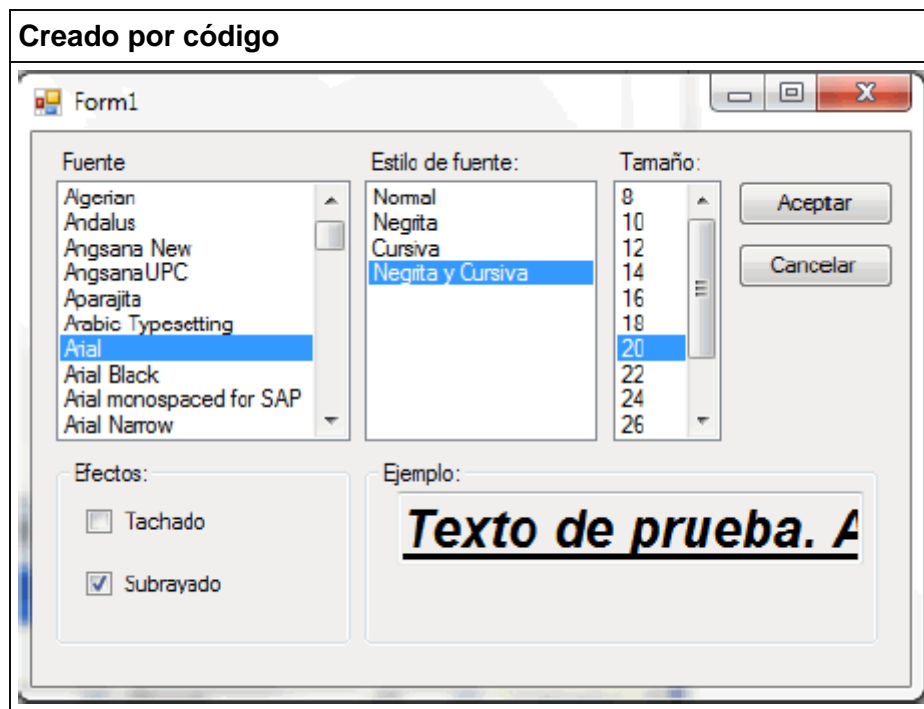 Creado por código
Form1
Fuente
Estilo de fuente:
Tamaño:
Algerian
Andalus
Angsana New
AngsanaUPC
Aparajita
Arabic Typesetting
Arial
Arial Black
Arial monospaced for SAP
Arial Narrow
Normal
Negrita
Cursiva
Negrita y Cursiva
8
10
12
14
16
18
20
22
24
26
Aceptar
Cancelar
Efectos:
Tachado
Subrayado
Ejemplo:
Texto de prueba. A